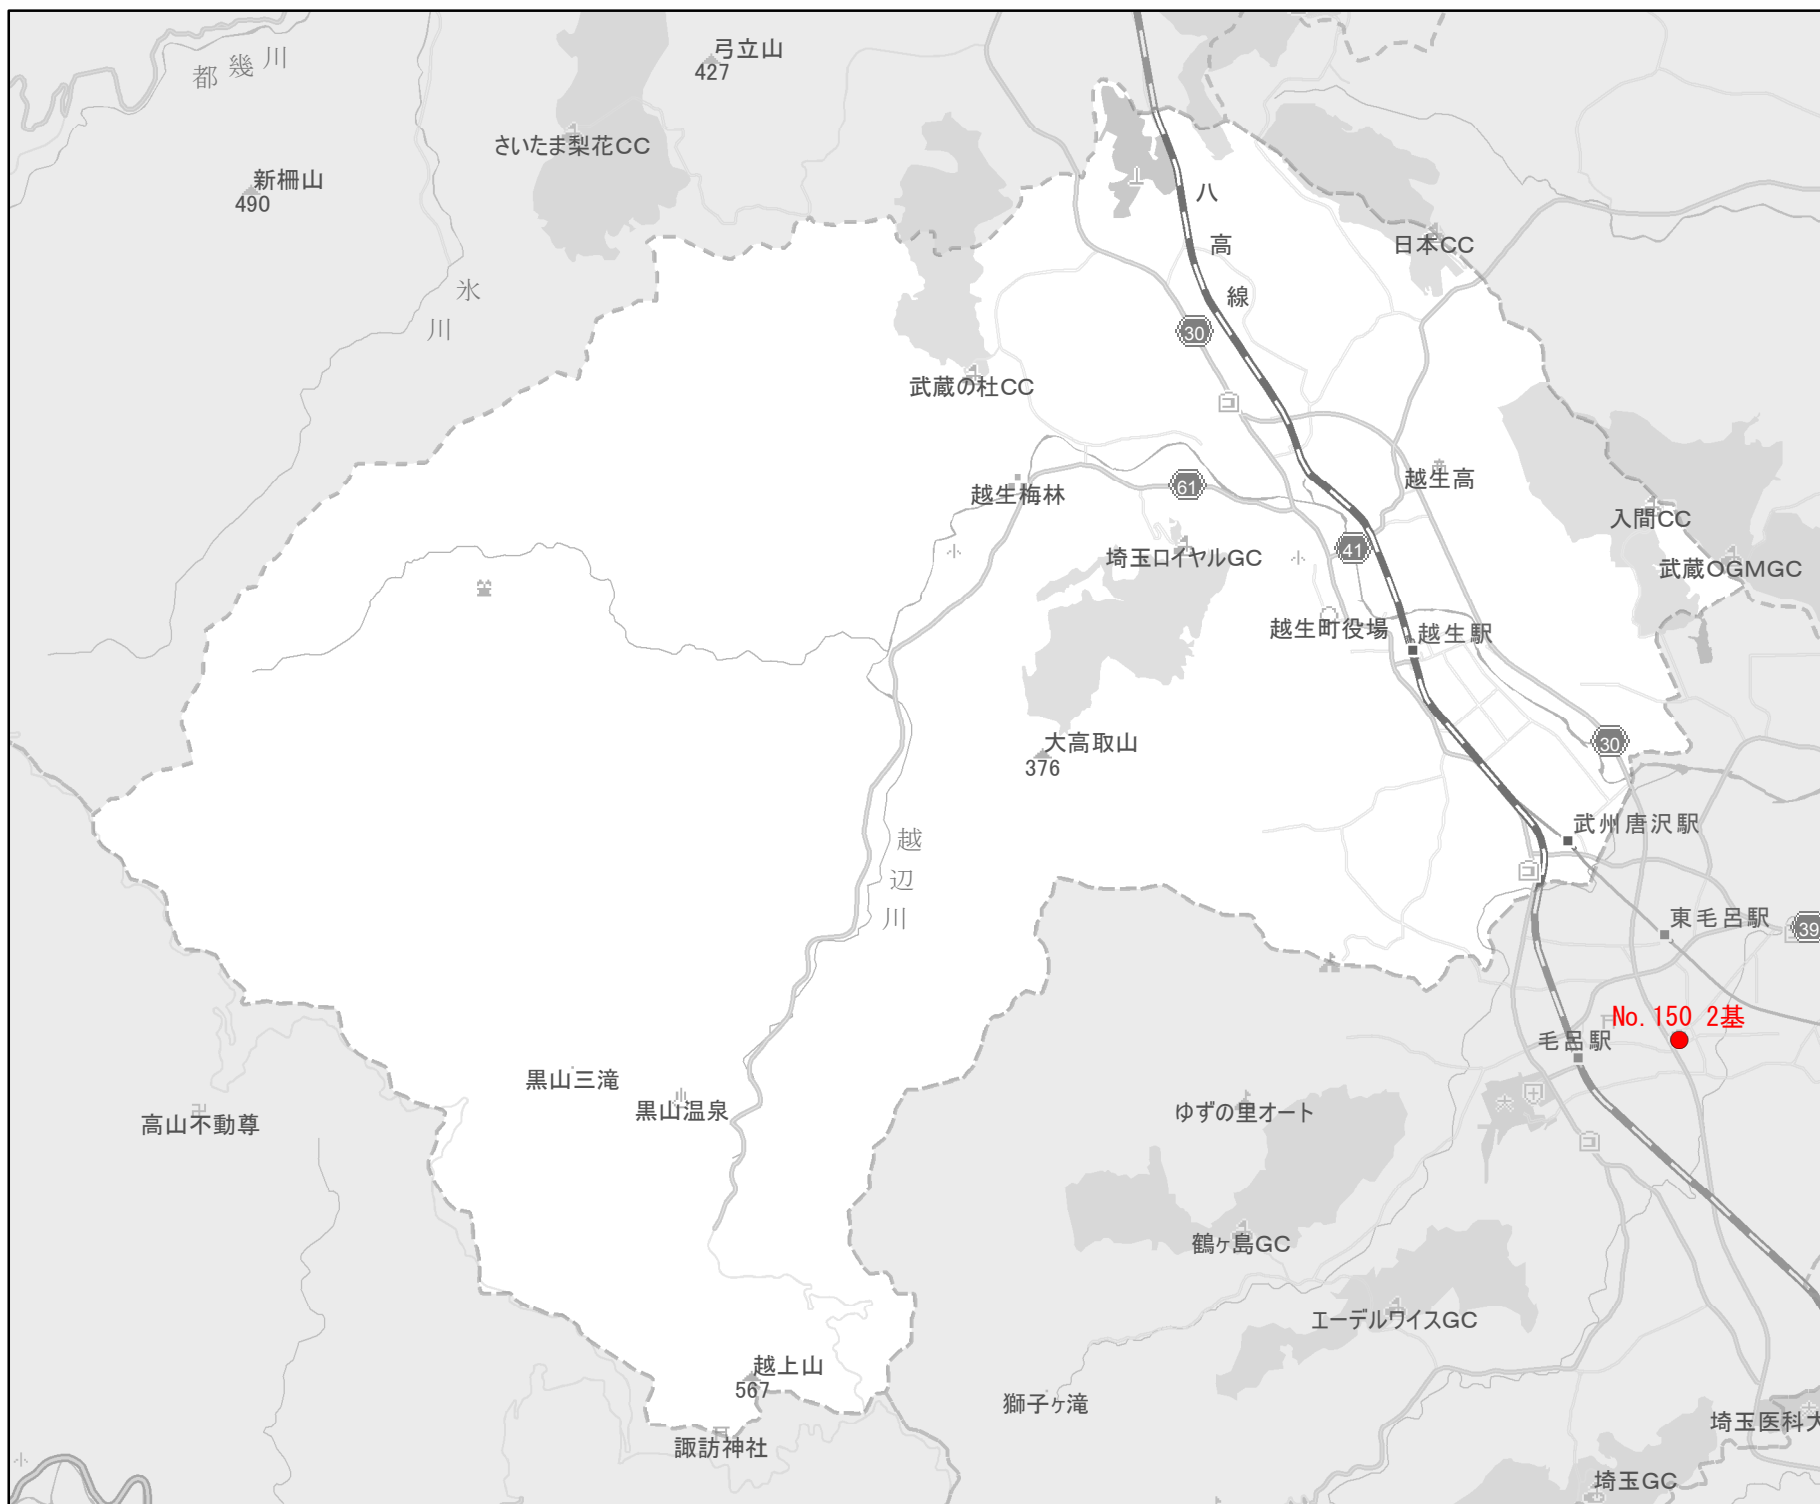 弓立山
427
都幾川
さいたま梨花CC
新柵山
490
八高線
日本CC
氷川
30
武蔵の杜CC
越生高
61
越生梅林
入間CC
41
埼玉ロイヤルGC
武蔵OGMGC
越生町役場
越生駅
大高取山
376
30
武州唐沢駅
越辺川
東毛呂駅
39
No.150 2基
毛呂駅
黒山三滝
黒山温泉
高山不動尊
ゆずの里オート
鶴ヶ島GC
エーデルワイスGC
越上山
567
獅子ヶ滝
埼玉医科大
諏訪神社
埼玉GC